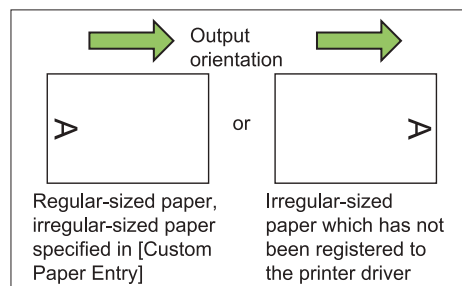 Output
orientation
A
or
A
Regular-sized paper,
irregular-sized paper
specified in [Custom
Paper Entry]
Irregular-sized
paper which has not
been registered to
the printer driver